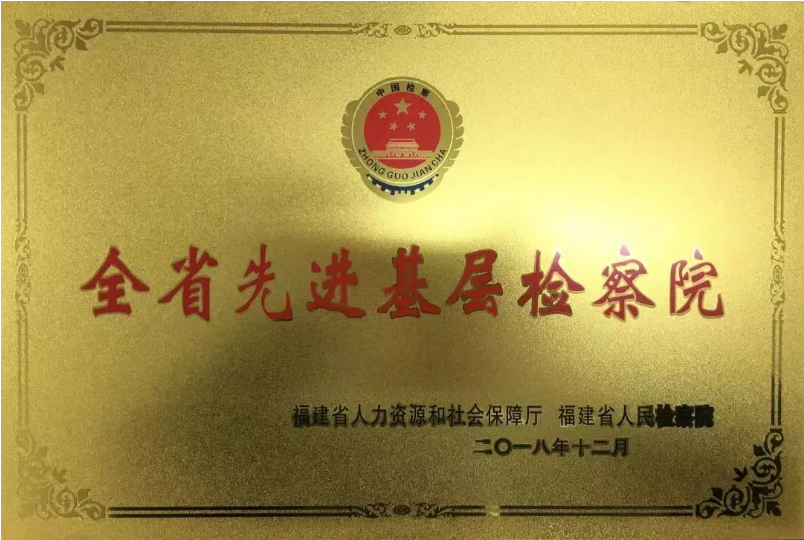 中国检察
ZHONG GUO JIAN CHA
全省先进基层检察院
福建省人力资源和社会保障厅 福建省人民检察院
二〇一八年十二月